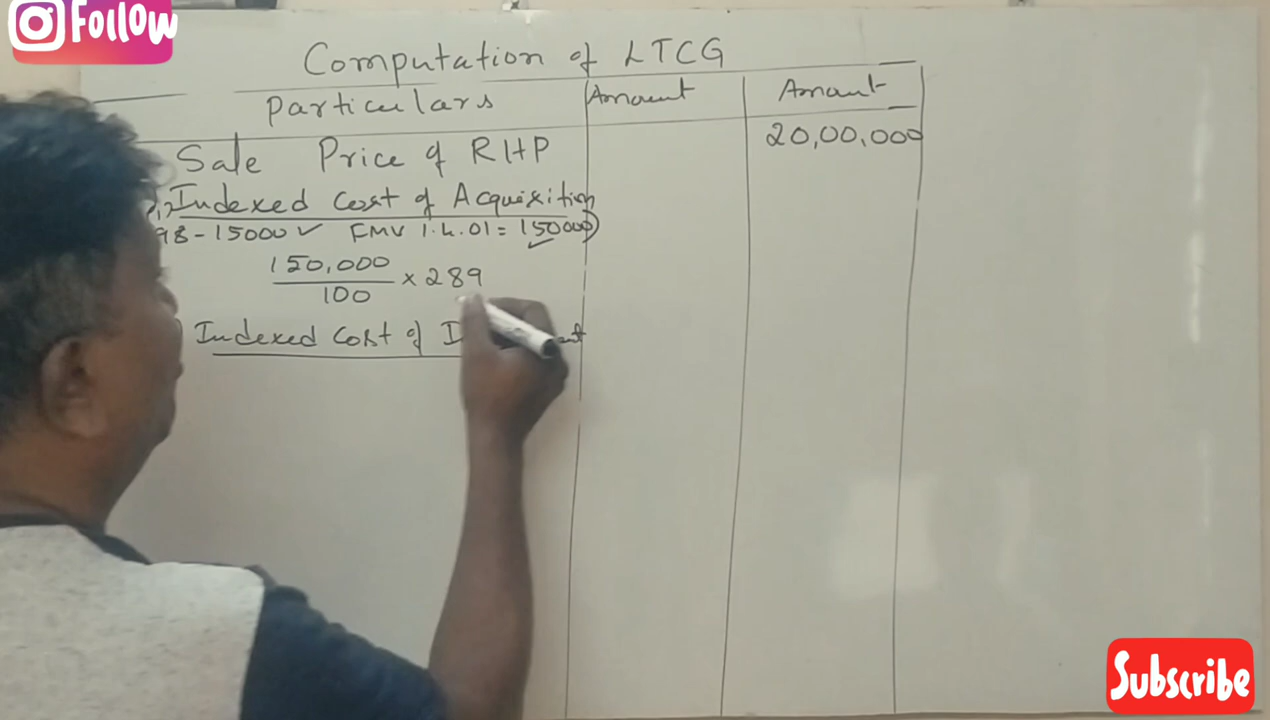 Follow
Computation of LTCG
Particulars Amount Amount
Sale Price of RHP 20,00,000
Indexed Cost of Acquisition
98-15000 ✓ FMV 1.4.01 = 150000)
150,000
100
× 289
Indexed Cost of
Subscribe